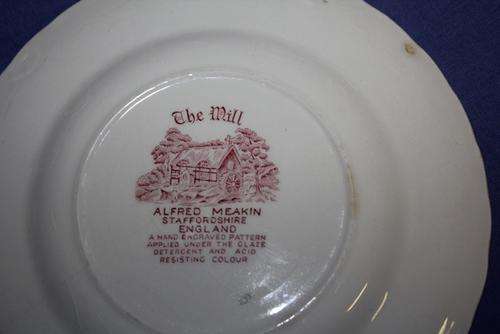 The Mill
ALFRED MEAKIN
STAFFORDSHIRE
ENGLAND
A HAND ENGRAVED PATTERN
APPLIED UNDER THE GLAZE
DETERGENT AND ACID
RESISTING COLOUR